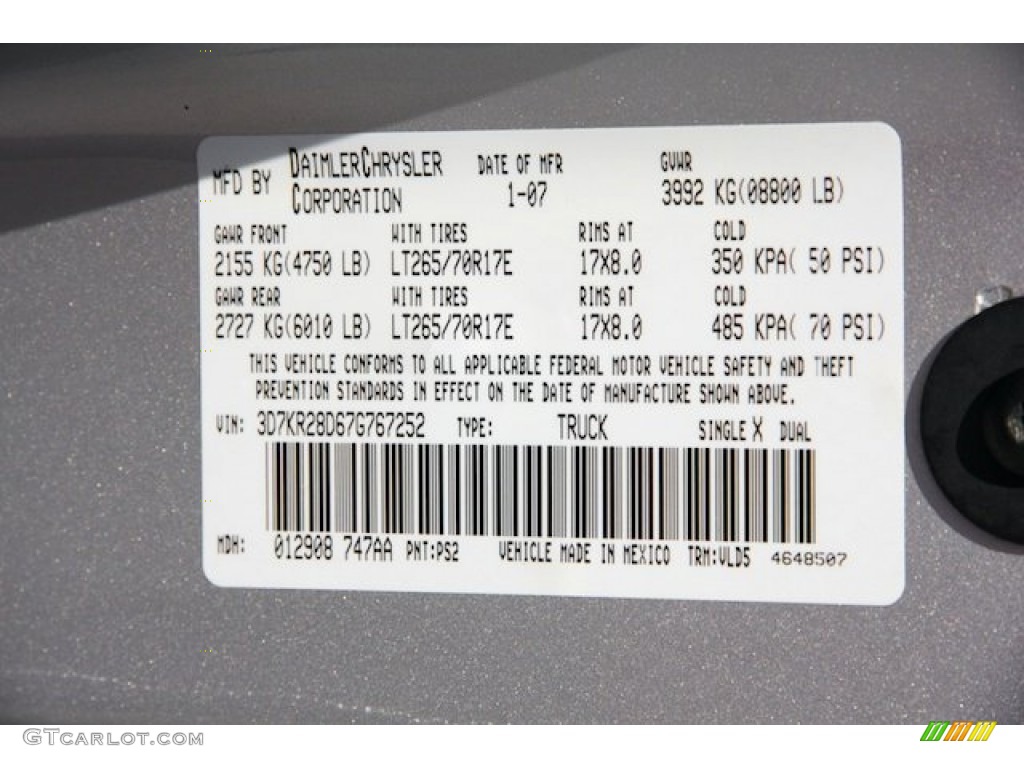 MFD BY DAIMLERCHRYSLER CORPORATION DATE OF MFR 1-07 GVWR 3992 KG(08800 LB)
GAWR FRONT WITH TIRES RIMS AT COLD
2155 KG(4750 LB) LT265/70R17E 17X8.0 350 KPA( 50 PSI)
GAWR REAR WITH TIRES RIMS AT COLD
2727 KG(6010 LB) LT265/70R17E 17X8.0 485 KPA( 70 PSI)
THIS VEHICLE CONFORMS TO ALL APPLICABLE FEDERAL MOTOR VEHICLE SAFETY AND THEFT
PREVENTION STANDARDS IN EFFECT ON THE DATE OF MANUFACTURE SHOWN ABOVE.
VIN: 3D7KR28D67G767252 TYPE: TRUCK SINGLE X DUAL
MDH: 012908 747AA PNT:PS2 VEHICLE MADE IN MEXICO TRM:VLD5 4648507
GTCARLOT.COM